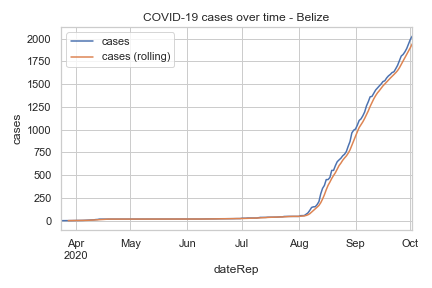 COVID-19 cases over time - Belize
cases
cases (rolling)
2000
1750
1500
1250
1000
750
500
250
0
cases
Apr
2020
May
Jun
Jul
Aug
Sep
Oct
dateRep